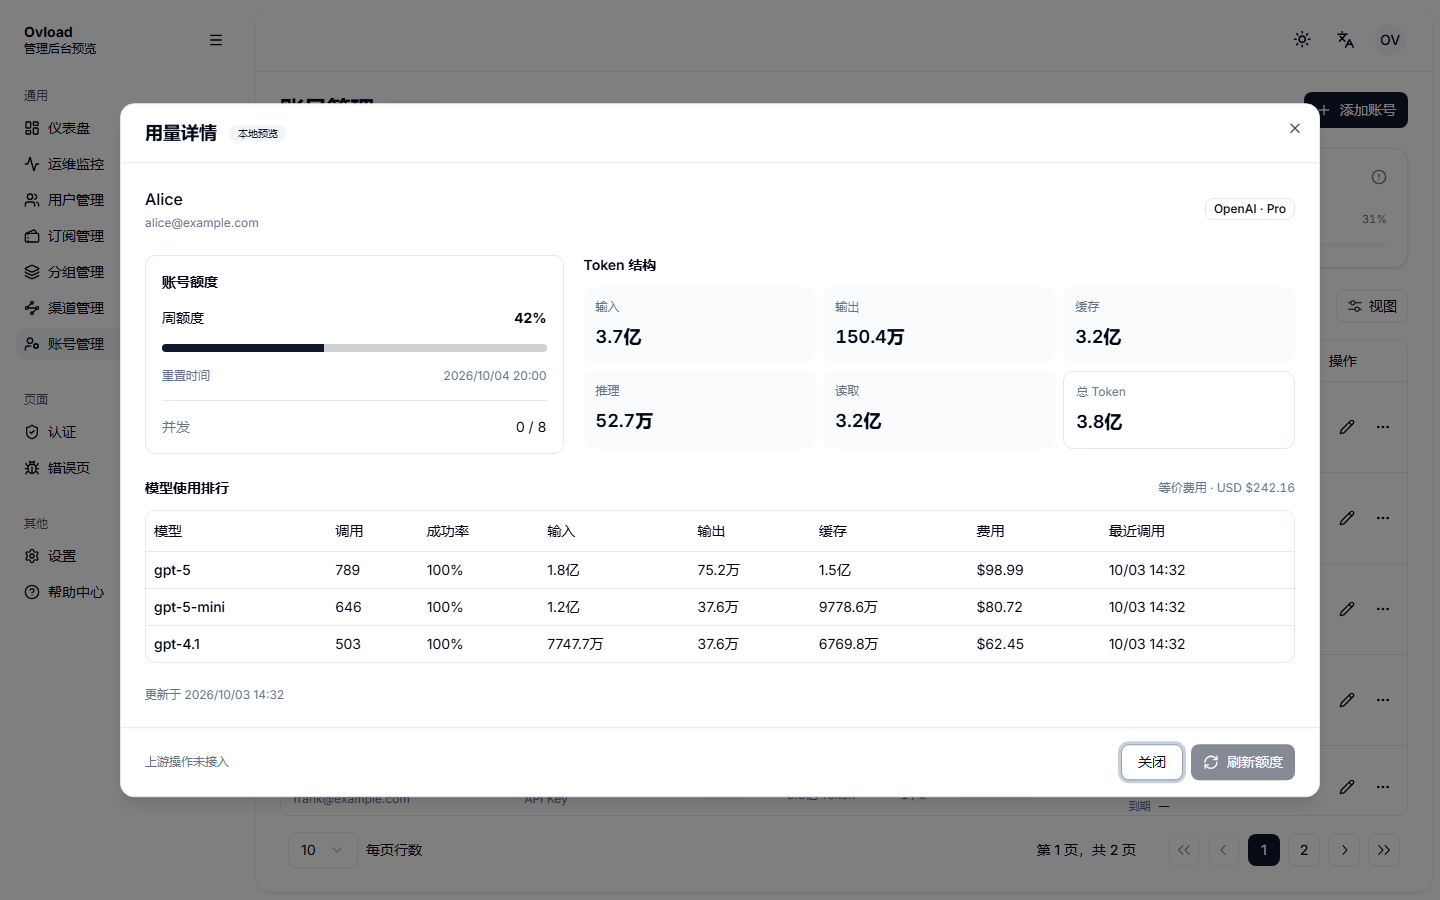 Ovload
管理后台预览
OV
通用
仪表盘
运维监控
用户管理
订阅管理
分组管理
渠道管理
账号管理
页面
认证
错误页
其他
设置
帮助中心
账号管理
添加账号
31%
视图
操作
用量详情
本地预览
Alice
alice@example.com
OpenAI · Pro
账号额度
周额度 42%
重置时间 2026/10/04 20:00
并发 0 / 8
Token 结构
输入 输出 缓存
3.7亿 150.4万 3.2亿
推理 读取 总 Token
52.7万 3.2亿 3.8亿
模型使用排行 等价费用 · USD $242.16
模型 调用 成功率 输入 输出 缓存 费用 最近调用
gpt-5 789 100% 1.8亿 75.2万 1.5亿 $98.99 10/03 14:32
gpt-5-mini 646 100% 1.2亿 37.6万 9778.6万 $80.72 10/03 14:32
gpt-4.1 503 100% 7747.7万 37.6万 6769.8万 $62.45 10/03 14:32
更新于 2026/10/03 14:32
上游操作未接入
关闭
刷新额度
frank@example.com API Key
到期 —
10 每页行数
第 1 页，共 2 页
1 2